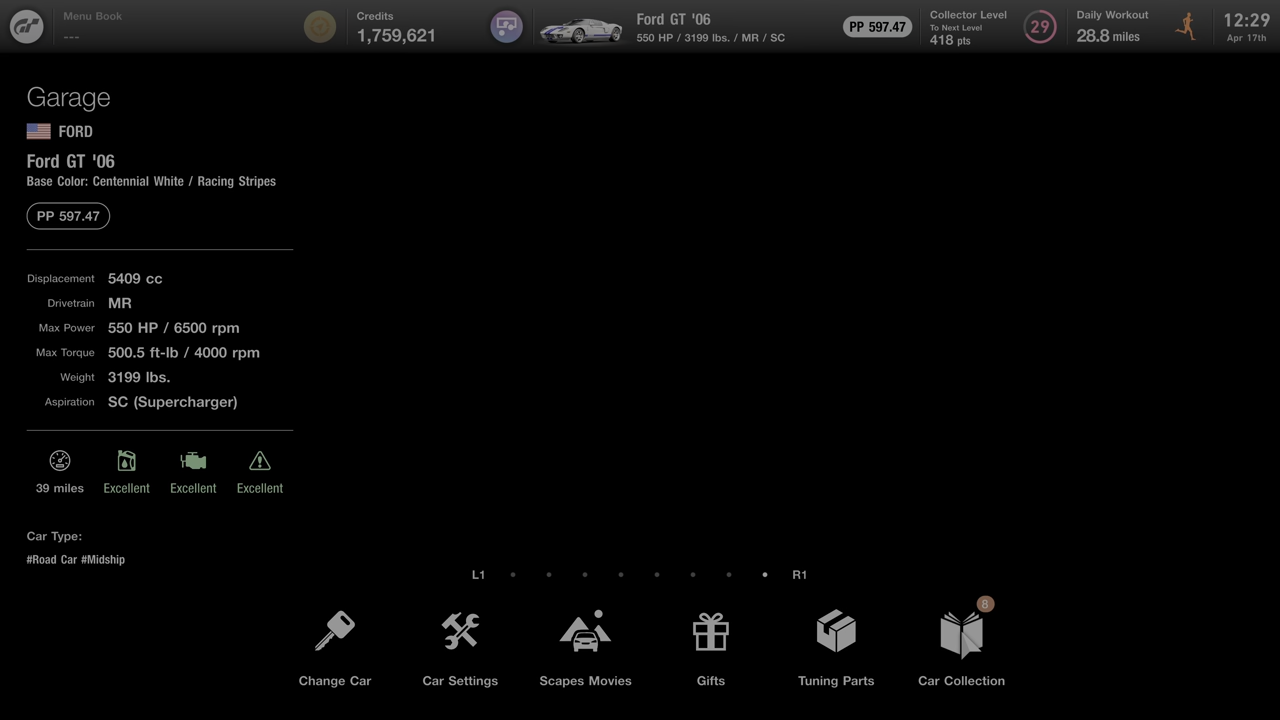 Menu Book
---
Credits
1,759,621
Ford GT '06
550 HP / 3199 lbs. / MR / SC
PP 597.47
Collector Level
To Next Level
418 pts
29
Daily Workout
28.8 miles
12:29
Apr 17th
Garage
FORD
Ford GT '06
Base Color: Centennial White / Racing Stripes
PP 597.47
Displacement 5409 cc
Drivetrain MR
Max Power 550 HP / 6500 rpm
Max Torque 500.5 ft-lb / 4000 rpm
Weight 3199 lbs.
Aspiration SC (Supercharger)
39 miles Excellent Excellent Excellent
Car Type:
#Road Car #Midship
L1 R1
8
Change Car Car Settings Scapes Movies Gifts Tuning Parts Car Collection